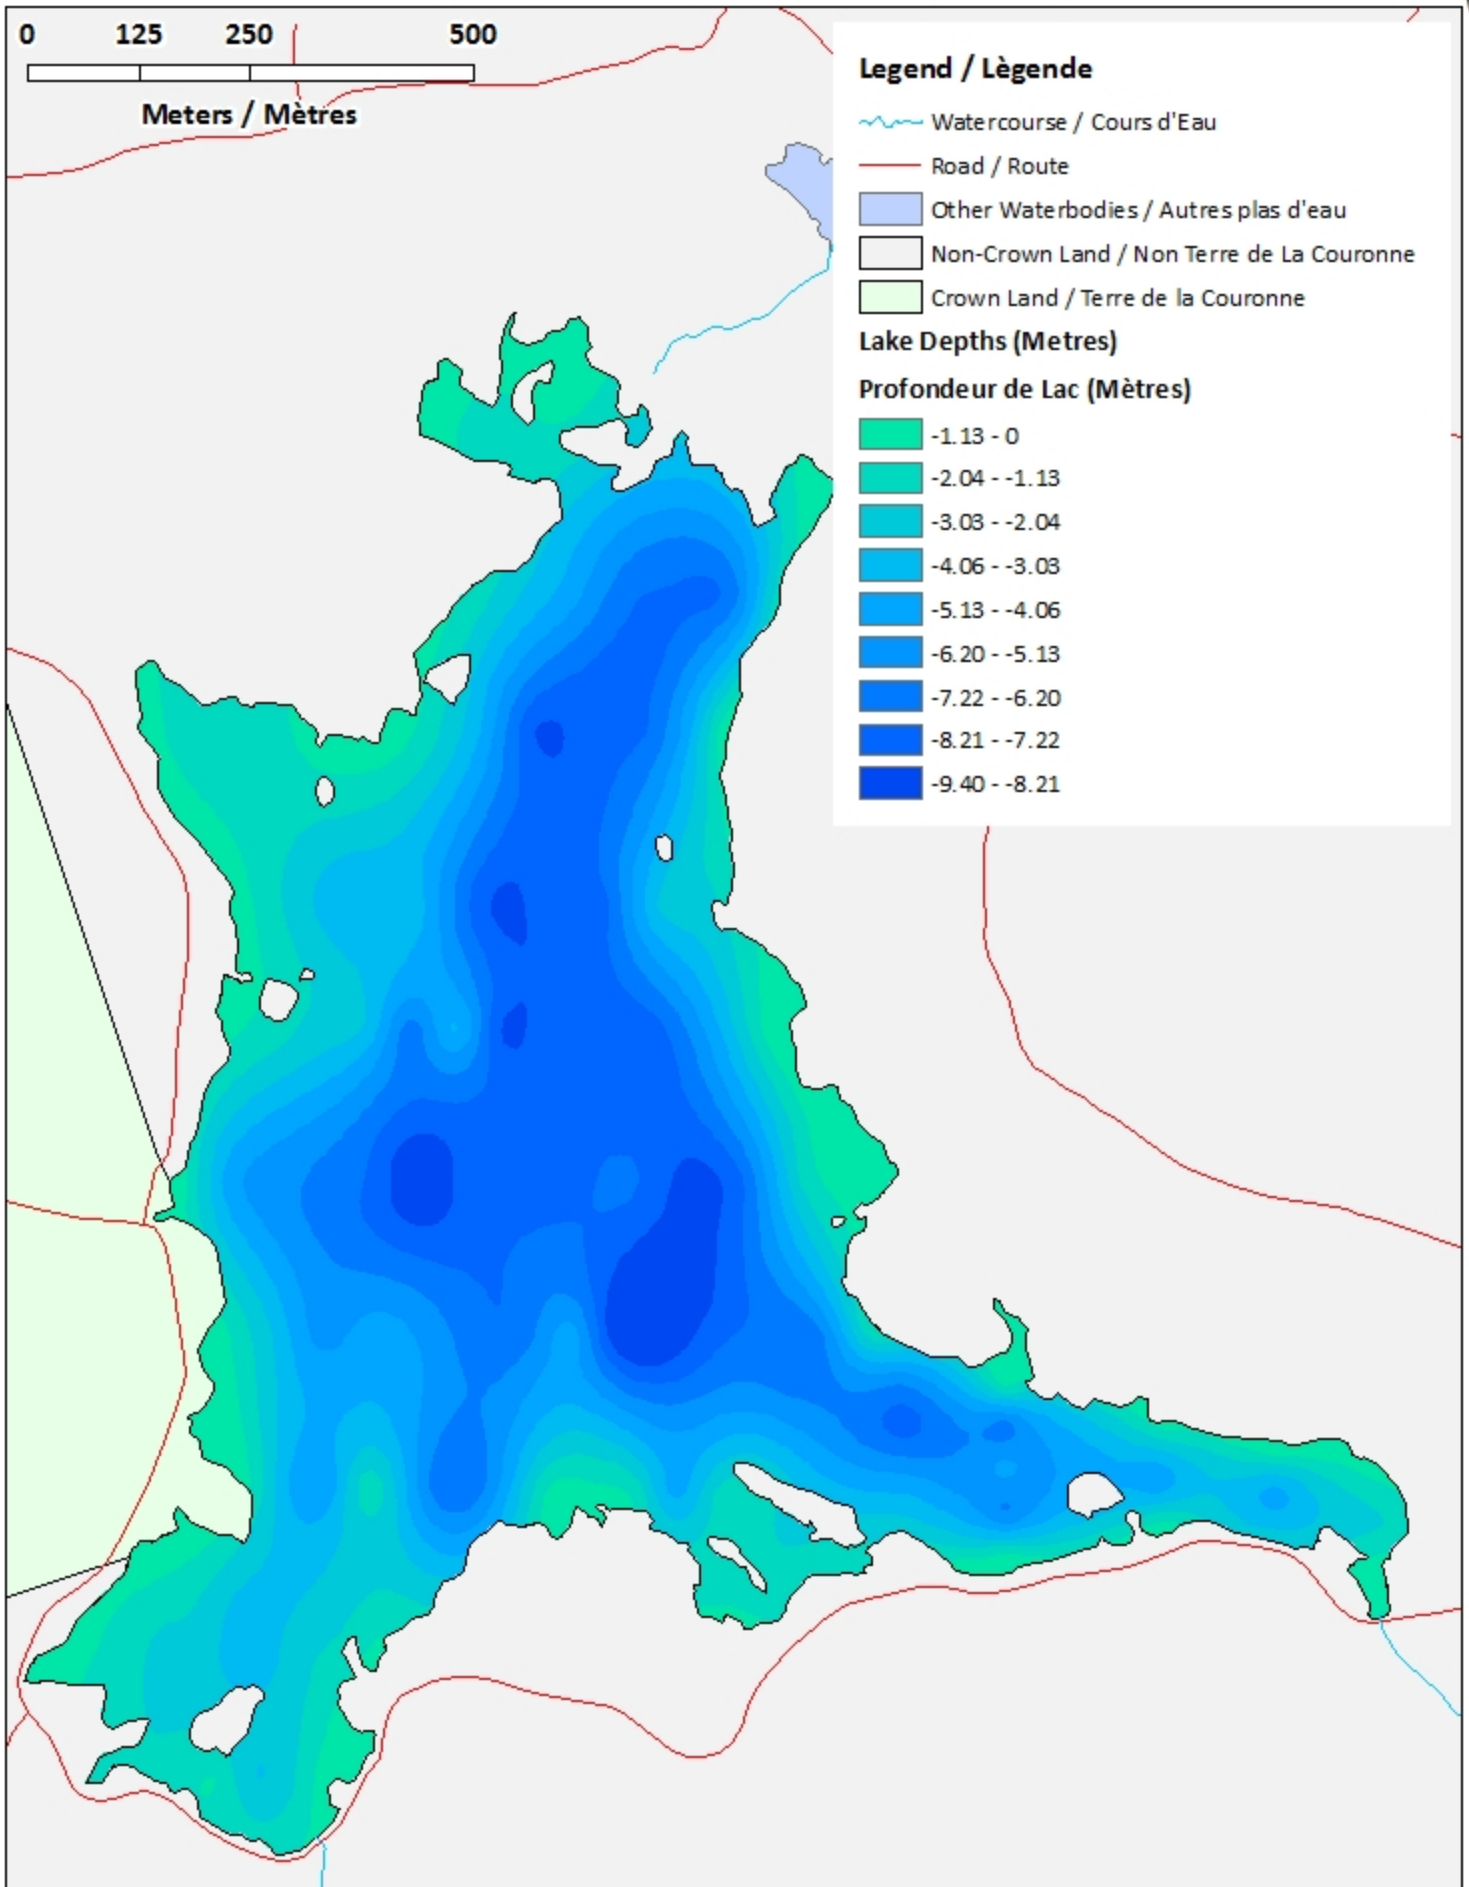 0 125 250 500
Meters / Mètres
Legend / Lègende
Watercourse / Cours d'Eau
Road / Route
Other Waterbodies / Autres plas d'eau
Non-Crown Land / Non Terre de La Couronne
Crown Land / Terre de la Couronne
Lake Depths (Metres)
Profondeur de Lac (Mètres)
-1.13 - 0
-2.04 - -1.13
-3.03 - -2.04
-4.06 - -3.03
-5.13 - -4.06
-6.20 - -5.13
-7.22 - -6.20
-8.21 - -7.22
-9.40 - -8.21